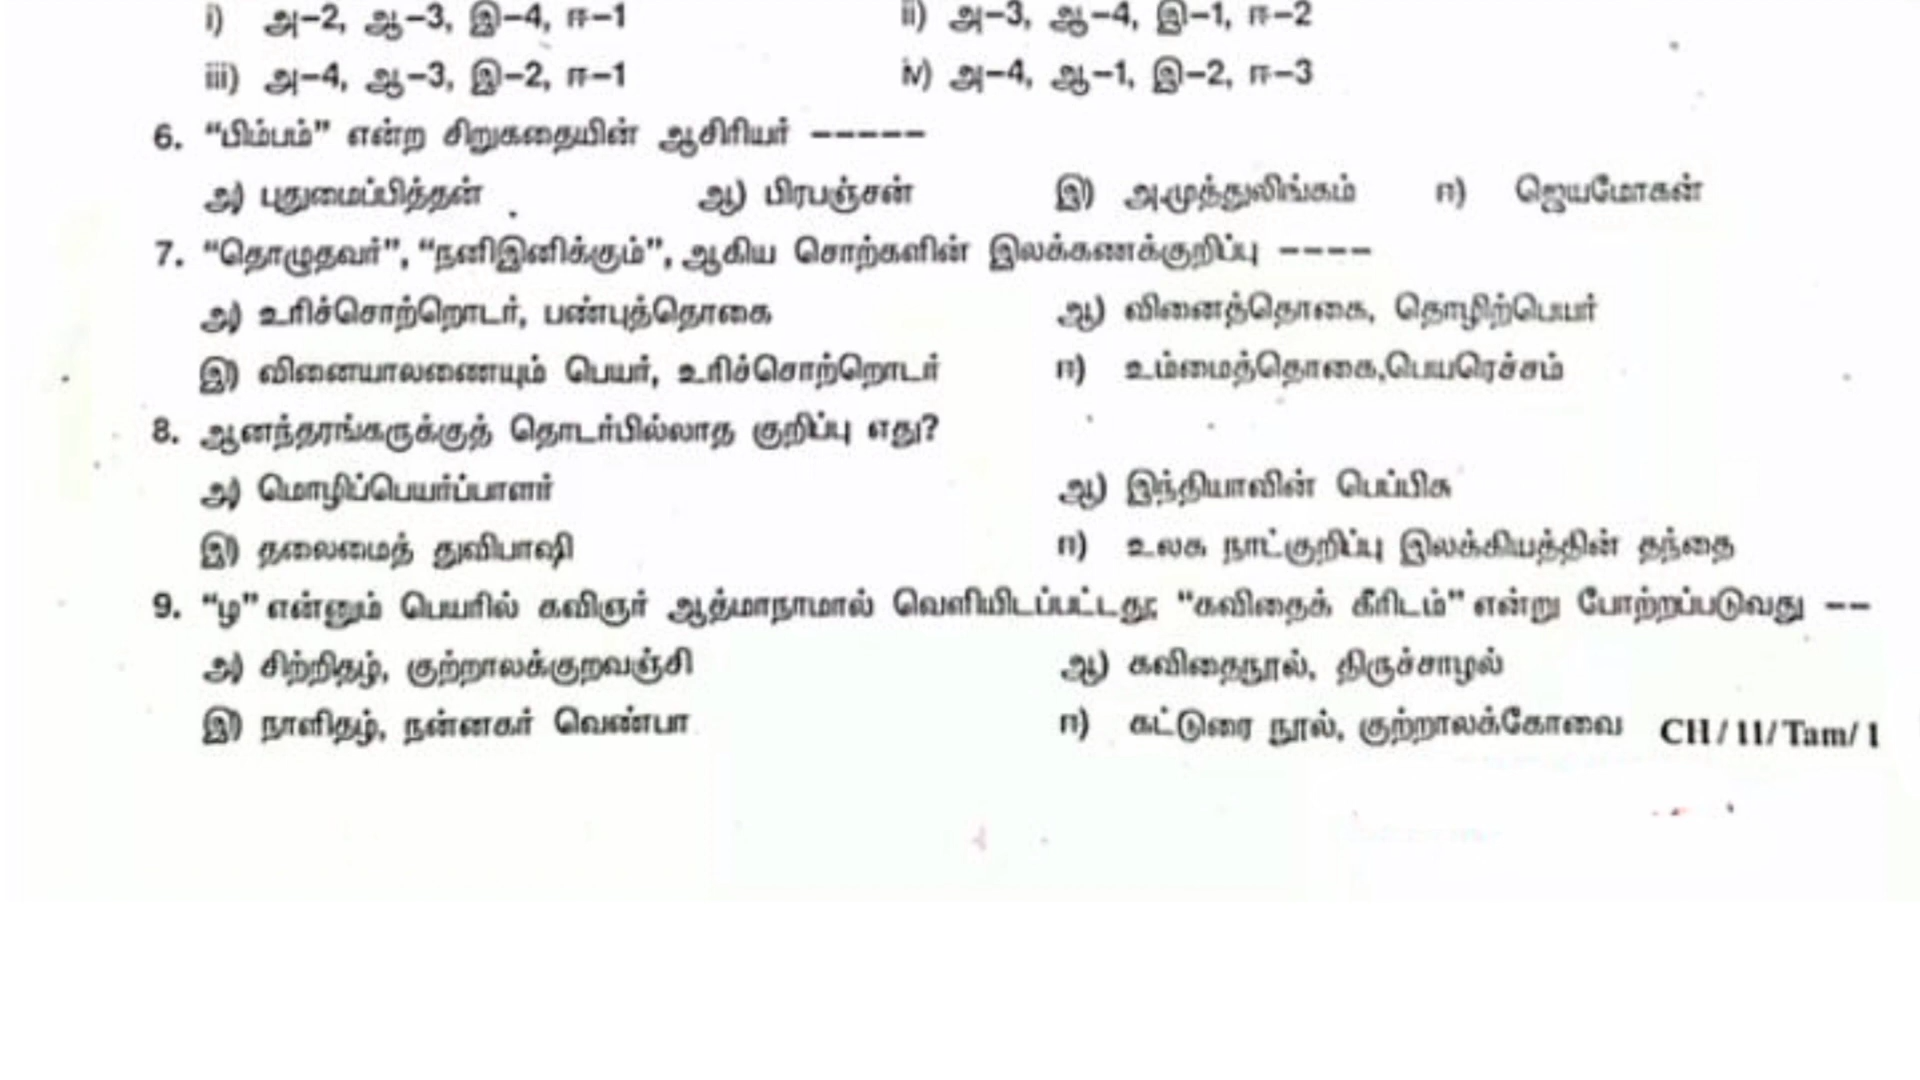 i) அ–2, ஆ–3, இ–4, ஈ–1 ii) அ–3, ஆ–4, இ–1, ஈ–2
iii) அ–4, ஆ–3, இ–2, ஈ–1 iv) அ–4, ஆ–1, இ–2, ஈ–3
6. “பிம்பம்” என்ற சிறுகதையின் ஆசிரியர் –––––
அ) புதுமைப்பித்தன் ஆ) பிரபஞ்சன் இ) அ.முத்துலிங்கம் ஈ) ஜெயமோகன்
7. “தொழுதவர்”, “நனிஇனிக்கும்”, ஆகிய சொற்களின் இலக்கணக்குறிப்பு ––––
அ) உரிச்சொற்றொடர், பண்புத்தொகை ஆ) வினைத்தொகை, தொழிற்பெயர்
இ) வினையாலணையும் பெயர், உரிச்சொற்றொடர் ஈ) உம்மைத்தொகை,பெயரெச்சம்
8. ஆனந்தரங்கருக்குத் தொடர்பில்லாத குறிப்பு எது?
அ) மொழிப்பெயர்ப்பாளர் ஆ) இந்தியாவின் பெப்பிசு
இ) தலைமைத் துவிபாஷி ஈ) உலக நாட்குறிப்பு இலக்கியத்தின் தந்தை
9. “ழ” என்னும் பெயரில் கவிஞர் ஆத்மாநாமால் வெளியிடப்பட்டது; “கவிதைக் கிரீடம்” என்று போற்றப்படுவது ––
அ) சிற்றிதழ், குற்றாலக்குறவஞ்சி ஆ) கவிதைநூல், திருச்சாழல்
இ) நாளிதழ், நன்னகர் வெண்பா ஈ) கட்டுரை நூல், குற்றாலக்கோவை CH/11/Tam/1